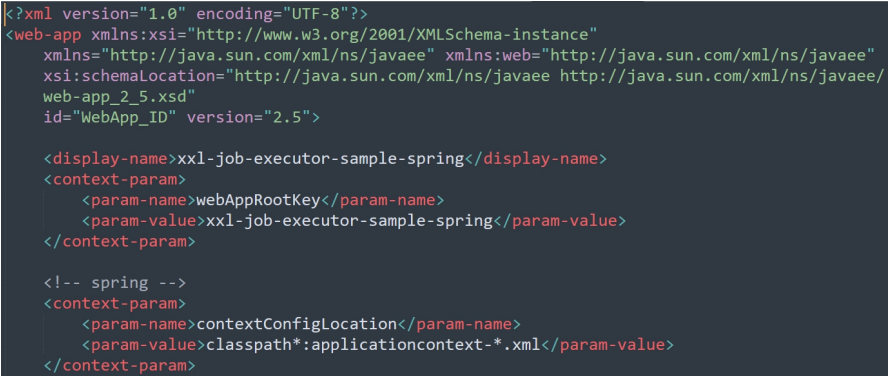 <?xml version="1.0" encoding="UTF-8"?>
<web-app xmlns:xsi="http://www.w3.org/2001/XMLSchema-instance"
    xmlns="http://java.sun.com/xml/ns/javaee" xmlns:web="http://java.sun.com/xml/ns/javaee"
    xsi:schemaLocation="http://java.sun.com/xml/ns/javaee http://java.sun.com/xml/ns/javaee/
    web-app_2_5.xsd"
    id="WebApp_ID" version="2.5">

    <display-name>xxl-job-executor-sample-spring</display-name>
    <context-param>
        <param-name>webAppRootKey</param-name>
        <param-value>xxl-job-executor-sample-spring</param-value>
    </context-param>

    <!-- spring -->
    <context-param>
        <param-name>contextConfigLocation</param-name>
        <param-value>classpath*:applicationcontext-*.xml</param-value>
    </context-param>